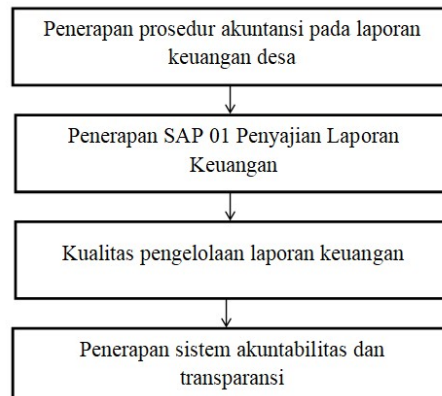 Penerapan prosedur akuntansi pada laporan
keuangan desa
Penerapan SAP 01 Penyajian Laporan
Keuangan
Kualitas pengelolaan laporan keuangan
Penerapan sistem akuntabilitas dan
transparansi